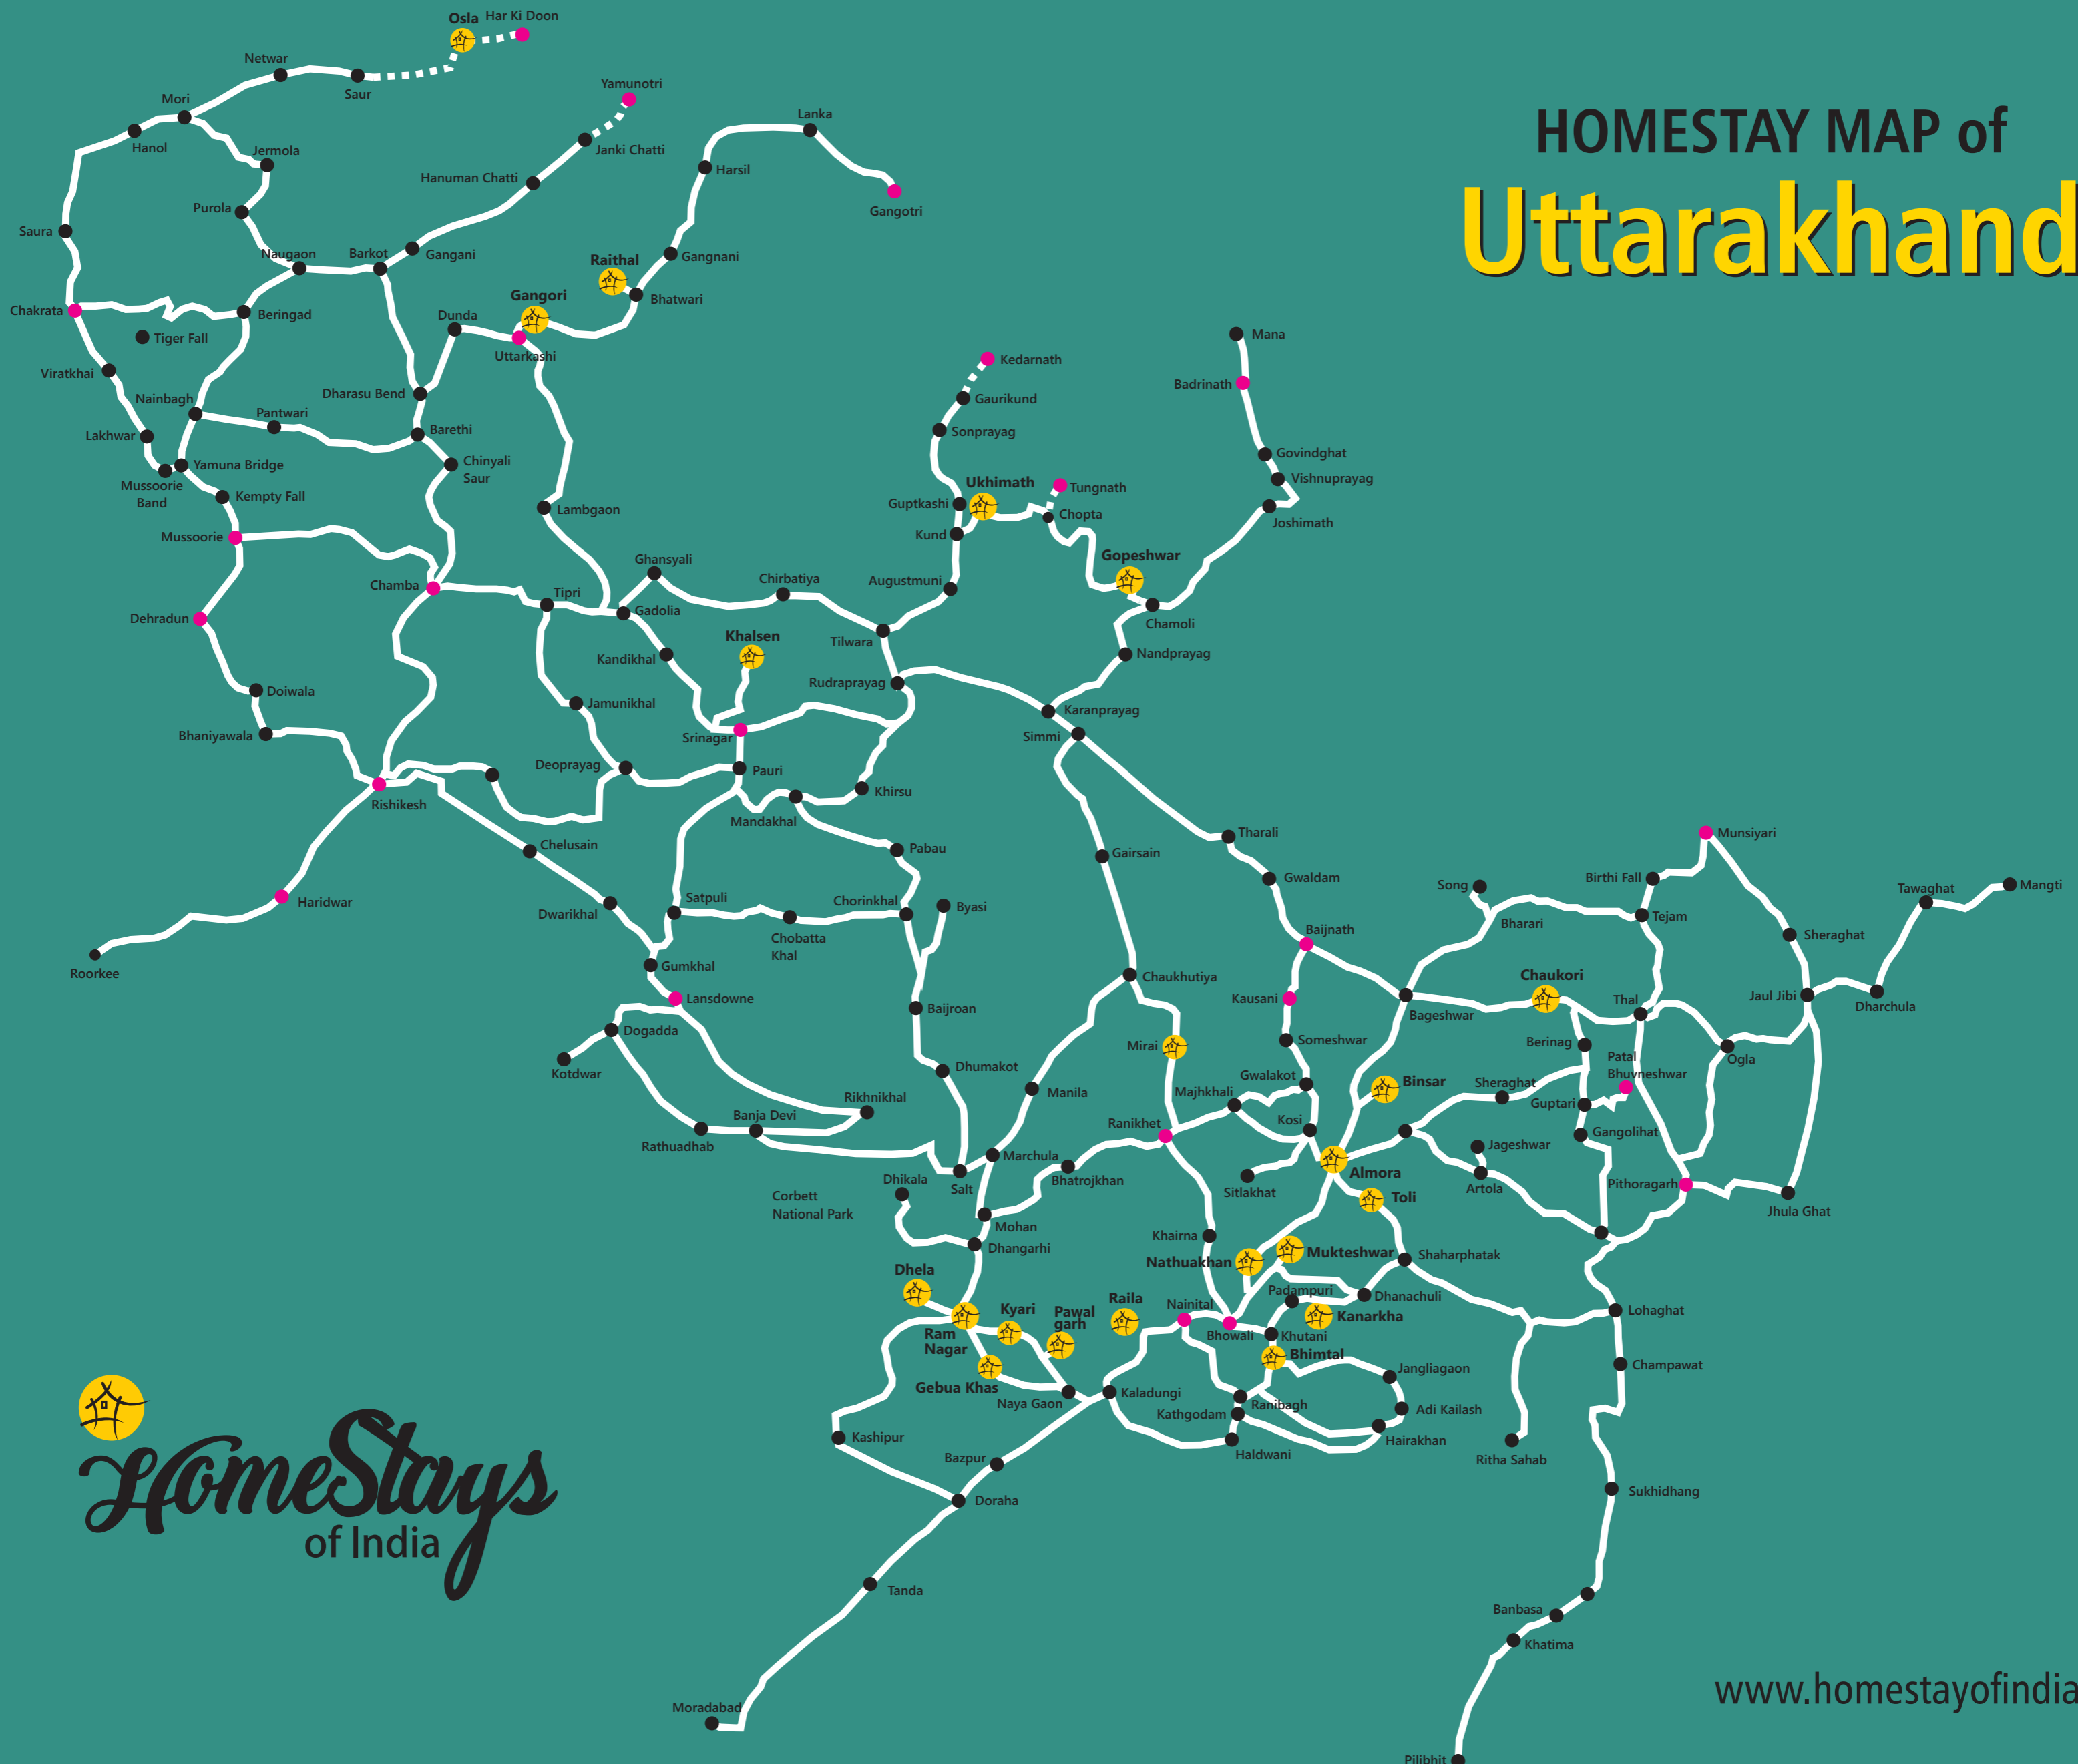 HOMESTAY MAP of
Uttarakhand
Osla
Har Ki Doon
Netwar
Saur
Mori
Hanol
Jermola
Purola
Saura
Naugaon
Barkot
Gangani
Hanuman Chatti
Janki Chatti
Yamunotri
Lanka
Harsil
Gangotri
Gangnani
Raithal
Bhatwari
Gangori
Uttarkashi
Dunda
Chakrata
Beringad
Tiger Fall
Viratkhai
Dharasu Bend
Nainbagh
Pantwari
Lakhwar
Barethi
Yamuna Bridge
Chinyali
Saur
Mussoorie
Band
Kempty Fall
Mussoorie
Lambgaon
Chamba
Dehradun
Tipri
Ghansyali
Gadolia
Chirbatiya
Kandikhal
Khalsen
Doiwala
Jamunikhal
Bhaniyawala
Srinagar
Deoprayag
Pauri
Rishikesh
Mandakhal
Khirsu
Kedarnath
Gaurikund
Sonprayag
Guptkashi
Ukhimath
Tungnath
Chopta
Kund
Augustmuni
Tilwara
Rudraprayag
Gopeshwar
Chamoli
Nandprayag
Karanprayag
Simmi
Mana
Badrinath
Govindghat
Vishnuprayag
Joshimath
Chelusain
Haridwar
Roorkee
Dwarikhal
Satpuli
Pabau
Chorinkhal
Byasi
Chobatta
Khal
Gumkhal
Lansdowne
Dogadda
Kotdwar
Baijroan
Dhumakot
Rikhnikhal
Banja Devi
Rathuadhab
Salt
Marchula
Manila
Gairsain
Chaukhutiya
Tharali
Gwaldam
Baijnath
Kausani
Mirai
Someshwar
Gwalakot
Majhkhali
Ranikhet
Kosi
Bhatrojkhan
Sitlakhat
Almora
Toli
Binsar
Song
Bharari
Birthi Fall
Munsiyari
Tejam
Sheraghat
Tawaghat
Mangti
Chaukori
Bageshwar
Thal
Jaul Jibi
Dharchula
Berinag
Patal
Bhuvneshwar
Ogla
Sheraghat
Guptari
Gangolihat
Jageshwar
Artola
Pithoragarh
Jhula Ghat
Dhikala
Corbett
National Park
Mohan
Dhangarhi
Khairna
Nathuakhan
Mukteshwar
Shaharphatak
Dhela
Kyari
Pawal
garh
Raila
Nainital
Padampuri
Dhanachuli
Kanarkha
Ram
Nagar
Bhowali
Khutani
Bhimtal
Lohaghat
Gebua Khas
Naya Gaon
Kaladungi
Ranibagh
Kathgodam
Jangliagaon
Adi Kailash
Champawat
Kashipur
Haldwani
Hairakhan
Ritha Sahab
Bazpur
Doraha
Sukhidhang
Tanda
Banbasa
Khatima
Moradabad
Pilibhit
HomeStays
of India
www.homestayofindia